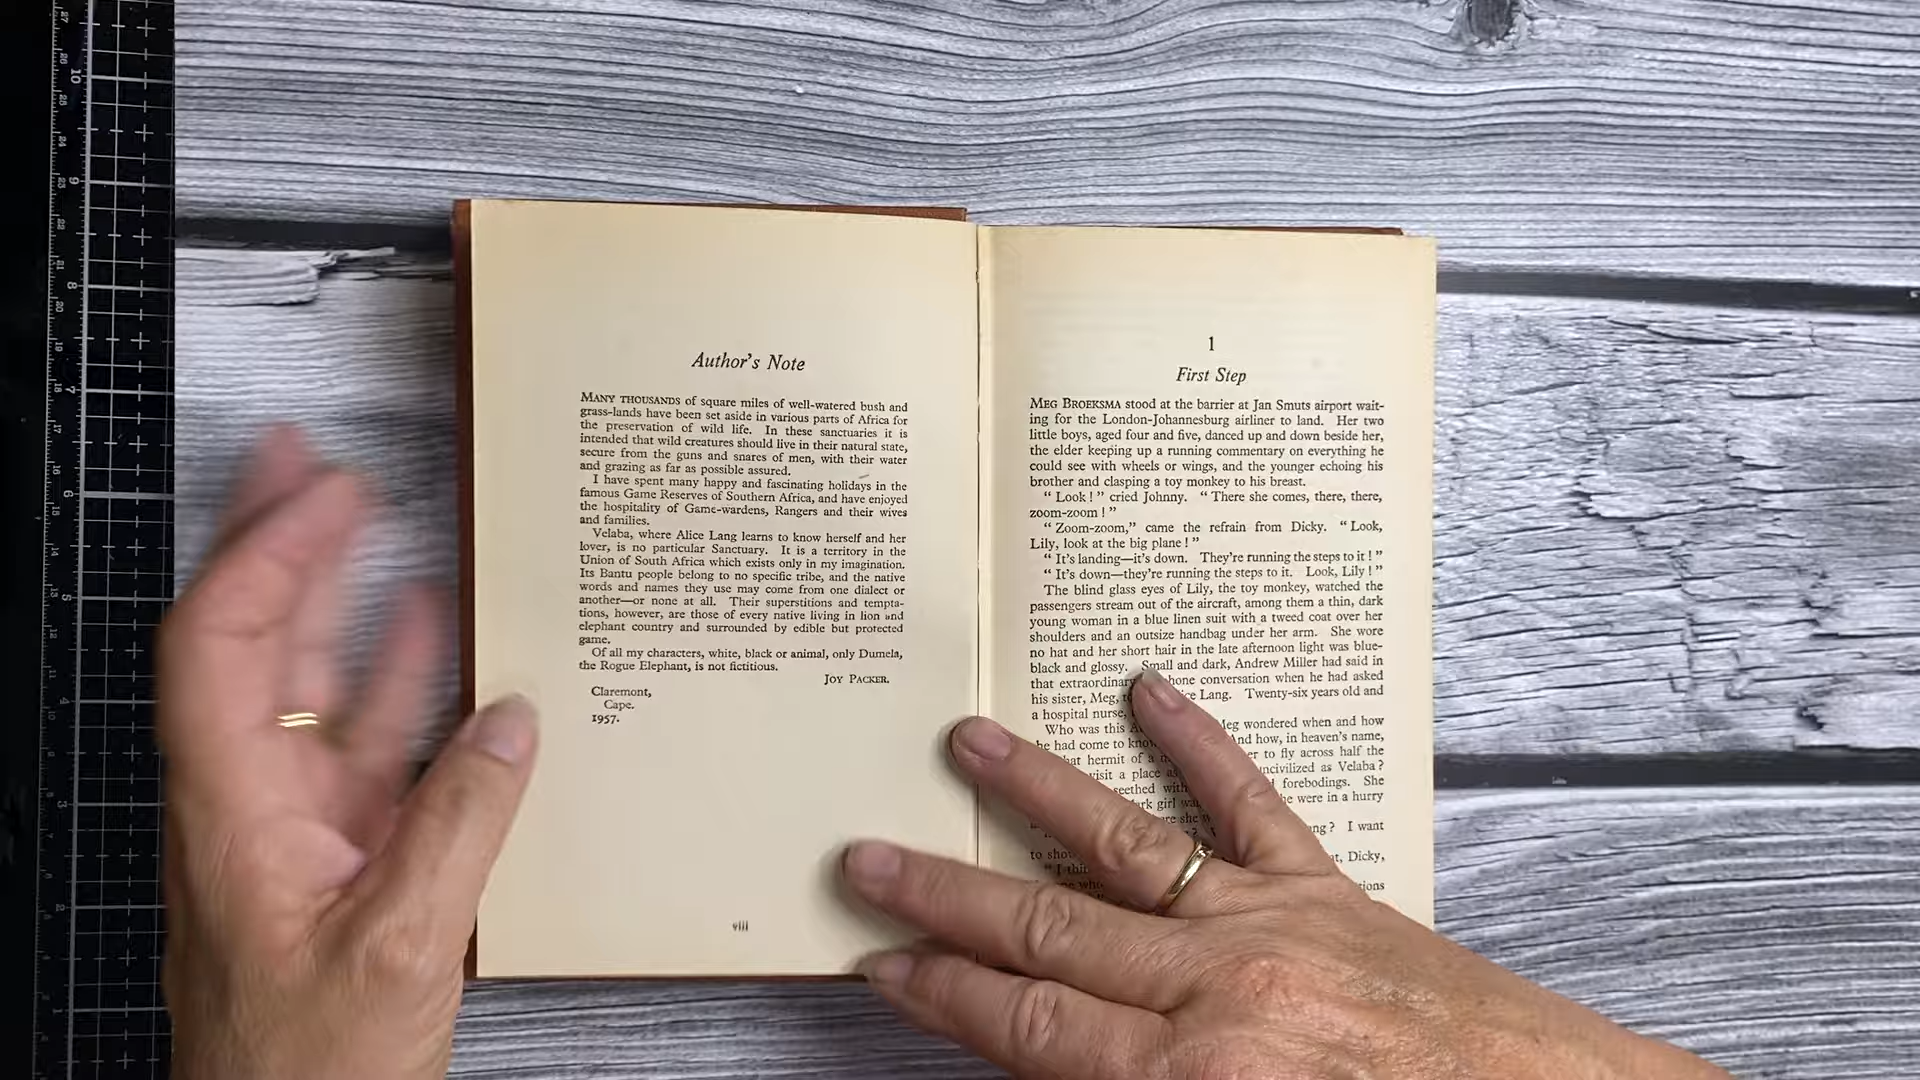 Author's Note
MANY THOUSANDS of square miles of well-watered bush and
grass-lands have been set aside in various parts of Africa for
the preservation of wild life. In these sanctuaries it is
intended that wild creatures should live in their natural state,
secure from the guns and snares of men, with their water
and grazing as far as possible assured.
I have spent many happy and fascinating holidays in the
famous Game Reserves of Southern Africa, and have enjoyed
the hospitality of Game-wardens, Rangers and their wives
and families.
Velaba, where Alice Lang learns to know herself and her
lover, is no particular Sanctuary. It is a territory in the
Union of South Africa which exists only in my imagination.
Its Bantu people belong to no specific tribe, and the native
words and names they use may come from one dialect or
another—or none at all. Their superstitions and tempta-
tions, however, are those of every native living in lion and
elephant country and surrounded by edible but protected
game.
Of all my characters, white, black or animal, only Dumela,
the Rogue Elephant, is not fictitious.
JOY PACKER.
Claremont,
Cape.
1957.
viii
1
First Step
MEG BROEKSMA stood at the barrier at Jan Smuts airport wait-
ing for the London-Johannesburg airliner to land. Her two
little boys, aged four and five, danced up and down beside her,
the elder keeping up a running commentary on everything he
could see with wheels or wings, and the younger echoing his
brother and clasping a toy monkey to his breast.
“ Look ! ” cried Johnny. “ There she comes, there, there,
zoom-zoom ! ”
“ Zoom-zoom,” came the refrain from Dicky. “ Look,
Lily, look at the big plane ! ”
“ It's landing—it's down. They're running the steps to it ! ”
“ It's down—they're running the steps to it. Look, Lily ! ”
The blind glass eyes of Lily, the toy monkey, watched the
passengers stream out of the aircraft, among them a thin, dark
young woman in a blue linen suit with a tweed coat over her
shoulders and an outsize handbag under her arm. She wore
no hat and her short hair in the late afternoon light was blue-
black and glossy. Small and dark, Andrew Miller had said in
that extraordinary phone conversation when he had asked
his sister, Meg, Lang. Twenty-six years old and
a hospital nurse,
Who was this Meg wondered when and how
he had come to And how, in heaven's name,
hat hermit of a to fly across half the
visit a place as uncivilized as Velaba ?
seethed with forebodings. She
girl he were in a hurry
she
? I want
to Dicky,
“ I